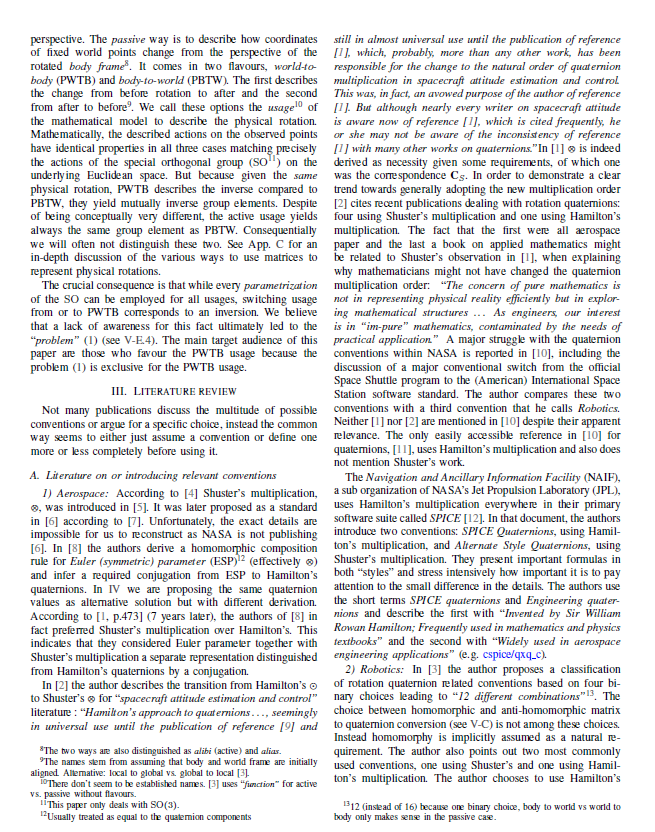 perspective. The passive way is to describe how coordinates
of fixed world points change from the perspective of the
rotated body frame⁸. It comes in two flavours, world-to-
body (PWTB) and body-to-world (PBTW). The first describes
the change from before rotation to after and the second
from after to before⁹. We call these options the usage¹⁰ of
the mathematical model to describe the physical rotation.
Mathematically, the described actions on the observed points
have identical properties in all three cases matching precisely
the actions of the special orthogonal group (SO¹¹) on the
underlying Euclidean space. But because given the same
physical rotation, PWTB describes the inverse compared to
PBTW, they yield mutually inverse group elements. Despite
of being conceptually very different, the active usage yields
always the same group element as PBTW. Consequentially
we will often not distinguish these two. See App. C for an
in-depth discussion of the various ways to use matrices to
represent physical rotations.
The crucial consequence is that while every parametrization
of the SO can be employed for all usages, switching usage
from or to PWTB corresponds to an inversion. We believe
that a lack of awareness for this fact ultimately led to the
“problem” (1) (see V-E.4). The main target audience of this
paper are those who favour the PWTB usage because the
problem (1) is exclusive for the PWTB usage.
III. LITERATURE REVIEW
Not many publications discuss the multitude of possible
conventions or argue for a specific choice, instead the common
way seems to either just assume a convention or define one
more or less completely before using it.
A. Literature on or introducing relevant conventions
1) Aerospace: According to [4] Shuster's multiplication,
⊗, was introduced in [5]. It was later proposed as a standard
in [6] according to [7]. Unfortunately, the exact details are
impossible for us to reconstruct as NASA is not publishing
[6]. In [8] the authors derive a homomorphic composition
rule for Euler (symmetric) parameter (ESP)¹² (effectively ⊗)
and infer a required conjugation from ESP to Hamilton's
quaternions. In IV we are proposing the same quaternion
values as alternative solution but with different derivation.
According to [1, p.473] (7 years later), the authors of [8] in
fact preferred Shuster's multiplication over Hamilton's. This
indicates that they considered Euler parameter together with
Shuster's multiplication a separate representation distinguished
from Hamilton's quaternions by a conjugation.
In [2] the author describes the transition from Hamilton's ⊙
to Shuster's ⊗ for “spacecraft attitude estimation and control”
literature : “Hamilton's approach to quaternions . . . , seemingly
in universal use until the publication of reference [9] and
⁸The two ways are also distinguished as alibi (active) and alias.
⁹The names stem from assuming that body and world frame are initially
aligned. Alternative: local to global vs. global to local [3].
¹⁰There don't seem to be established names. [3] uses “function” for active
vs. passive without flavours.
¹¹This paper only deals with SO(3).
¹²Usually treated as equal to the quaternion components
still in almost universal use until the publication of reference
[1], which, probably, more than any other work, has been
responsible for the change to the natural order of quaternion
multiplication in spacecraft attitude estimation and control.
This was, in fact, an avowed purpose of the author of reference
[1]. But although nearly every writer on spacecraft attitude
is aware now of reference [1], which is cited frequently, he
or she may not be aware of the inconsistency of reference
[1] with many other works on quaternions.” In [1] ⊗ is indeed
derived as necessity given some requirements, of which one
was the correspondence C_S. In order to demonstrate a clear
trend towards generally adopting the new multiplication order
[2] cites recent publications dealing with rotation quaternions:
four using Shuster's multiplication and one using Hamilton's
multiplication. The fact that the first were all aerospace
paper and the last a book on applied mathematics might
be related to Shuster's observation in [1], when explaining
why mathematicians might not have changed the quaternion
multiplication order: “The concern of pure mathematics is
not in representing physical reality efficiently but in explor-
ing mathematical structures . . . As engineers, our interest
is in “im-pure” mathematics, contaminated by the needs of
practical application.” A major struggle with the quaternion
conventions within NASA is reported in [10], including the
discussion of a major conventional switch from the official
Space Shuttle program to the (American) International Space
Station software standard. The author compares these two
conventions with a third convention that he calls Robotics.
Neither [1] nor [2] are mentioned in [10] despite their apparent
relevance. The only easily accessible reference in [10] for
quaternions, [11], uses Hamilton's multiplication and also does
not mention Shuster's work.
The Navigation and Ancillary Information Facility (NAIF),
a sub organization of NASA's Jet Propulsion Laboratory (JPL),
uses Hamilton's multiplication everywhere in their primary
software suite called SPICE [12]. In that document, the authors
introduce two conventions: SPICE Quaternions, using Hamil-
ton's multiplication, and Alternate Style Quaternions, using
Shuster's multiplication. They present important formulas in
both “styles” and stress intensively how important it is to pay
attention to the small difference in the details. The authors use
the short terms SPICE quaternions and Engineering quater-
nions and describe the first with “Invented by Sir William
Rowan Hamilton; Frequently used in mathematics and physics
textbooks” and the second with “Widely used in aerospace
engineering applications” (e.g. cspice/qxq_c).
2) Robotics: In [3] the author proposes a classification
of rotation quaternion related conventions based on four bi-
nary choices leading to “12 different combinations”¹³. The
choice between homomorphic and anti-homomorphic matrix
to quaternion conversion (see V-C) is not among these choices.
Instead homomorphy is implicitly assumed as a natural re-
quirement. The author also points out two most commonly
used conventions, one using Shuster's and one using Hamil-
ton's multiplication. The author chooses to use Hamilton's
¹³12 (instead of 16) because one binary choice, body to world vs world to
body only makes sense in the passive case.